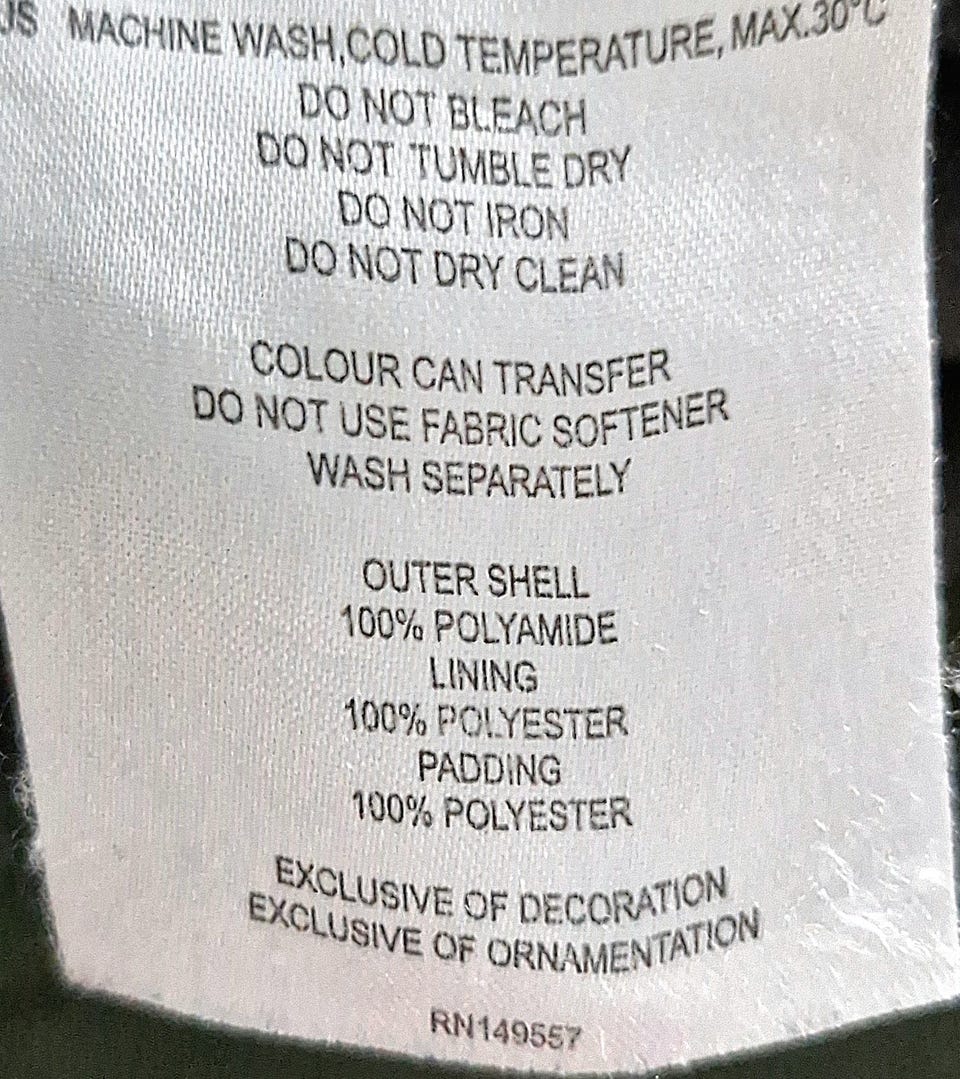 US MACHINE WASH,COLD TEMPERATURE, MAX.30°C
DO NOT BLEACH
DO NOT TUMBLE DRY
DO NOT IRON
DO NOT DRY CLEAN
COLOUR CAN TRANSFER
DO NOT USE FABRIC SOFTENER
WASH SEPARATELY
OUTER SHELL
100% POLYAMIDE
LINING
100% POLYESTER
PADDING
100% POLYESTER
EXCLUSIVE OF DECORATION
EXCLUSIVE OF ORNAMENTATION
RN149557